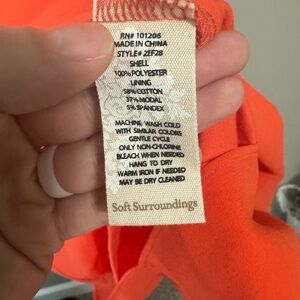 RN# 101206
MADE IN CHINA
STYLE# 2EF28
SHELL
100% POLYESTER
LINING
58% COTTON
37% MODAL
5% SPANDEX
MACHINE WASH COLD
WITH SIMILAR COLORS
GENTLE CYCLE
ONLY NON-CHLORINE
BLEACH WHEN NEEDED
HANG TO DRY
WARM IRON IF NEEDED
MAY BE DRY CLEANED
Soft Surroundings